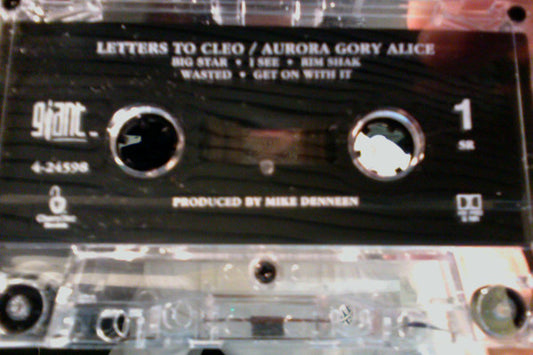 LETTERS TO CLEO / AURORA GORY ALICE
BIG STAR • I SEE • RIM SHAK
WASTED • GET ON WITH IT
giant
1
SR
4-24598
PRODUCED BY MIKE DENNEEN